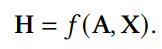 H = f(A, X).